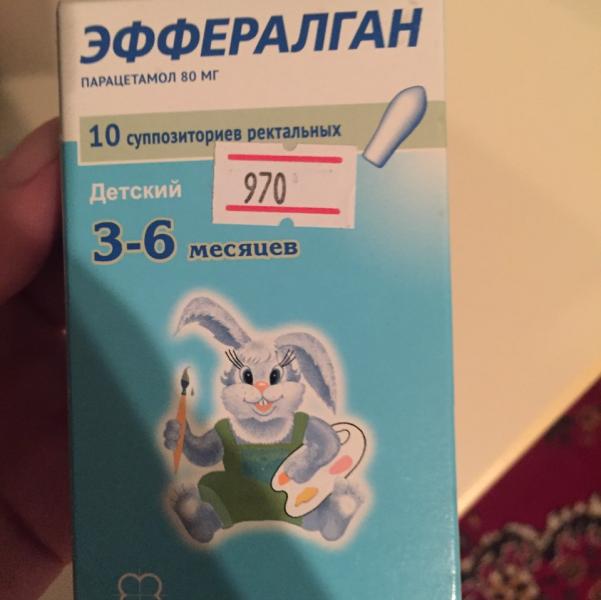 ЭФФЕРАЛГАН
ПАРАЦЕТАМОЛ 80 МГ
10 суппозиториев ректальных
970
Детский
3-6 месяцев